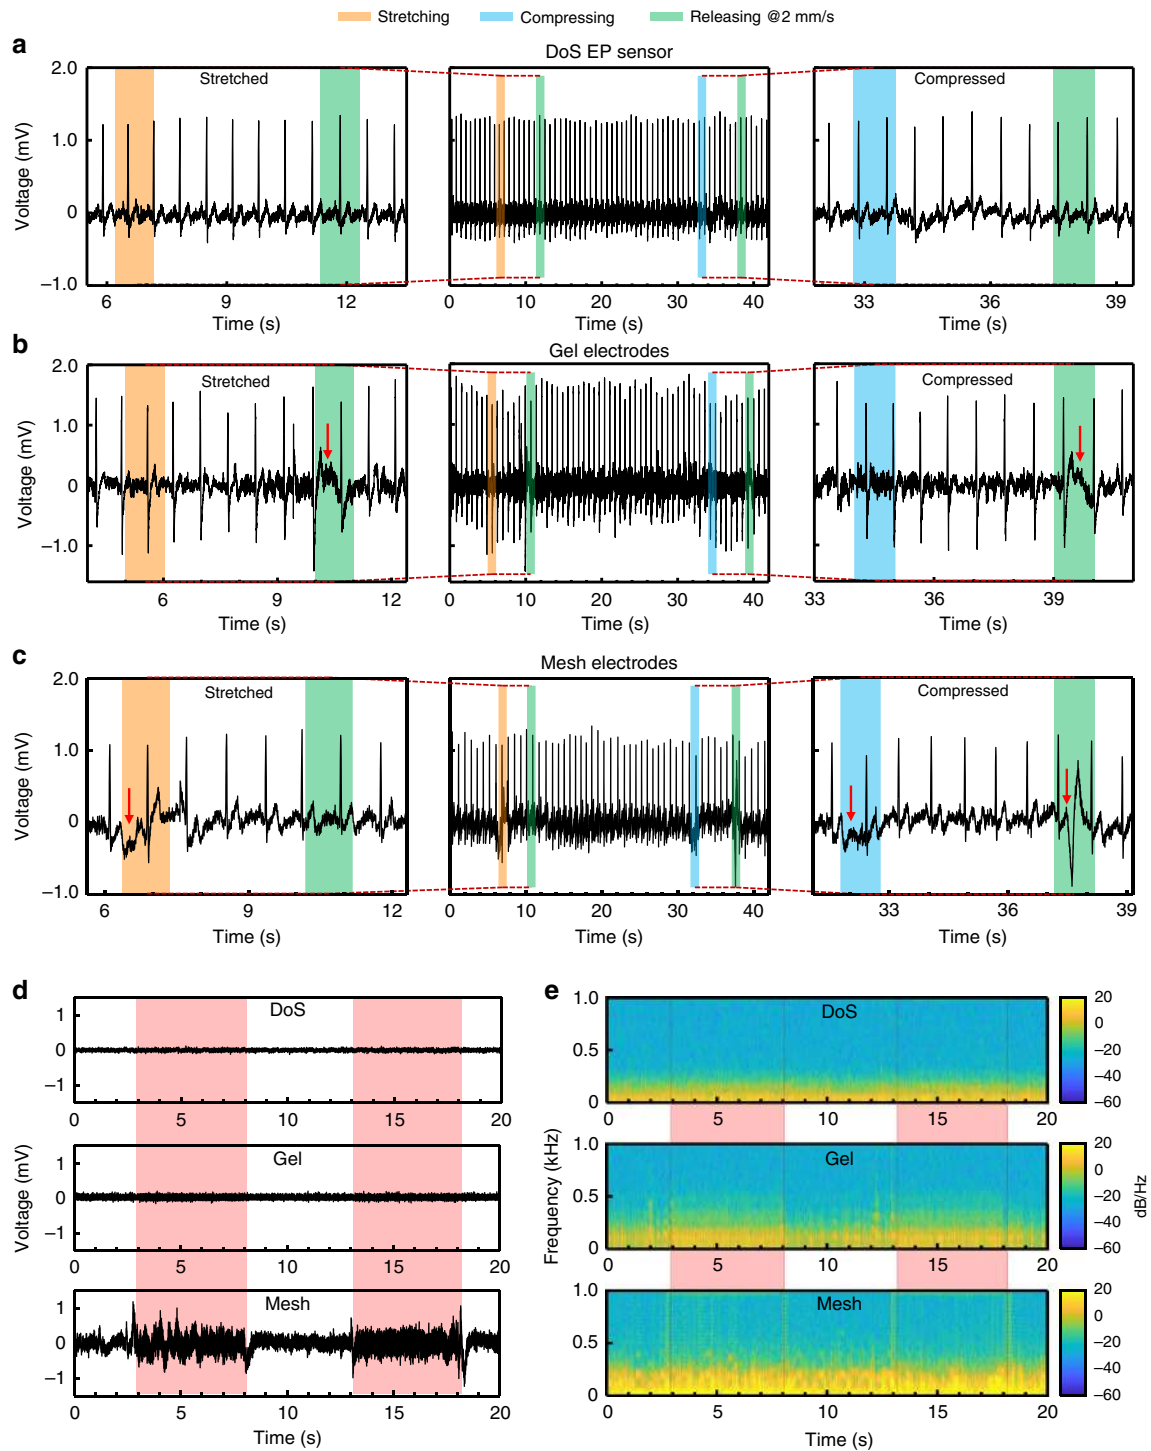 Stretching Compressing Releasing @2 mm/s
a
DoS EP sensor
Stretched
Compressed
Voltage (mV)
2.0
1.0
0
–1.0
6 9 12
0 10 20 30 40
33 36 39
Time (s) Time (s) Time (s)
b
Gel electrodes
Stretched
Compressed
Voltage (mV)
2.0
1.0
0
–1.0
6 10 12
0 10 20 30 40
33 36 39
33
Time (s) Time (s) Time (s)
c
Mesh electrodes
Stretched
Compressed
Voltage (mV)
2.0
1.0
0
–1.0
6 9 12
0 10 20 30 40
33 36 39
Time (s) Time (s) Time (s)
d
DoS
1
0
–1
0 5 10 15 20
Gel
Voltage (mV)
1
0
–1
0 5 10 15 20
Mesh
1
0
–1
0 5 10 15 20
Time (s)
e
DoS
1.0
0.5
0
0 5 10 15 20
20
0
–20
–40
–60
Gel
Frequency (kHz)
1.0
0.5
0
0 5 10 15 20
20
0
–20
–40
–60
dB/Hz
Mesh
1.0
0.5
0
0 5 10 15 20
20
0
–20
–40
–60
Time (s)